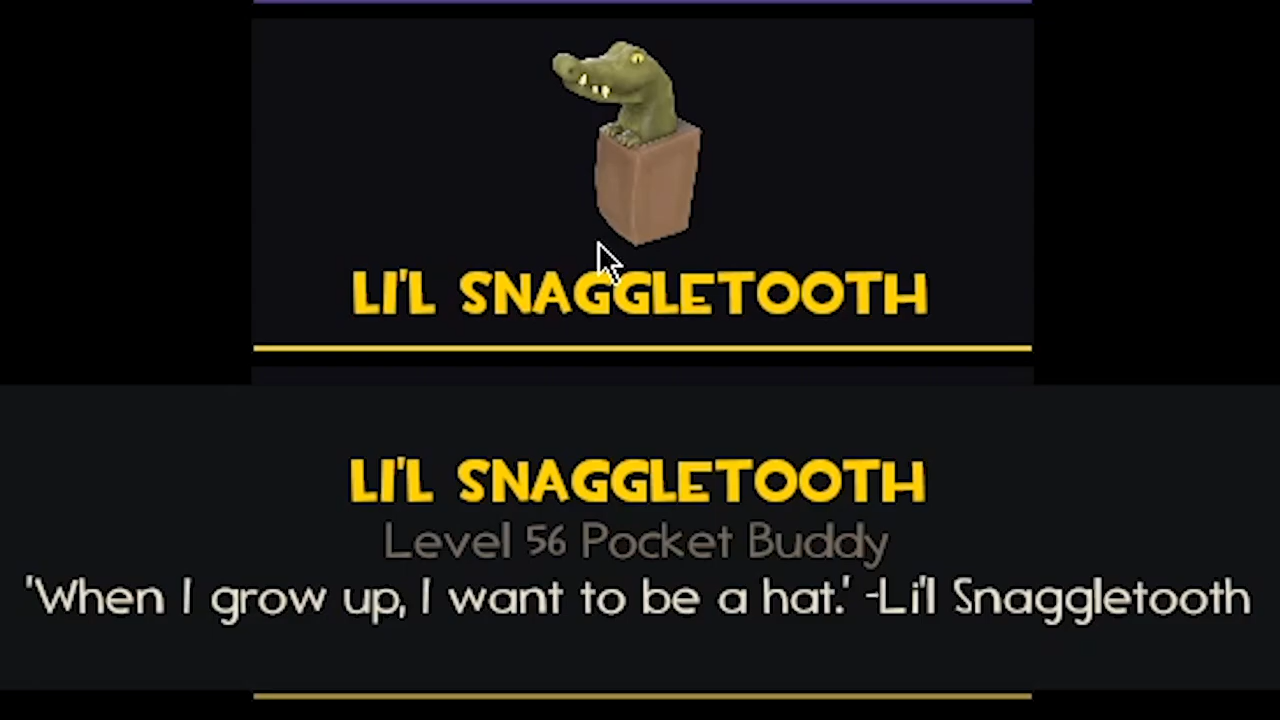 LI'L SNAGGLETOOTH
LI'L SNAGGLETOOTH
Level 56 Pocket Buddy
'When I grow up, I want to be a hat.' -Li'l Snaggletooth